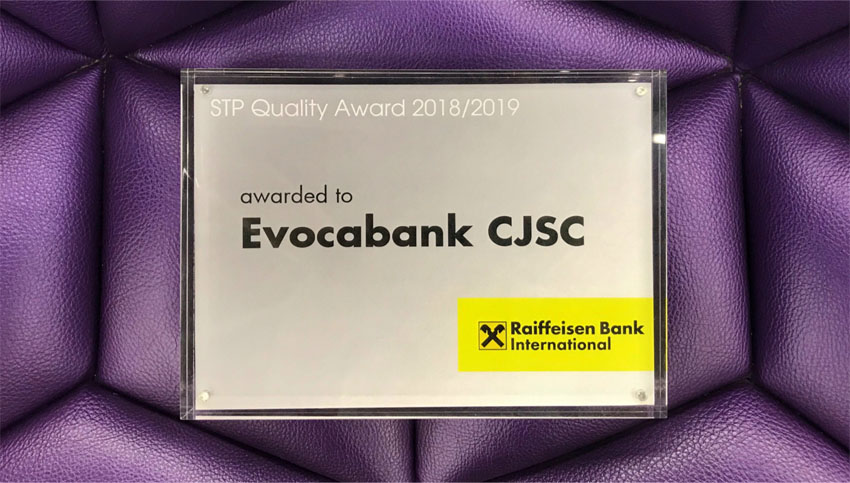 STP Quality Award 2018/2019
awarded to
Evocabank CJSC
Raiffeisen Bank
International